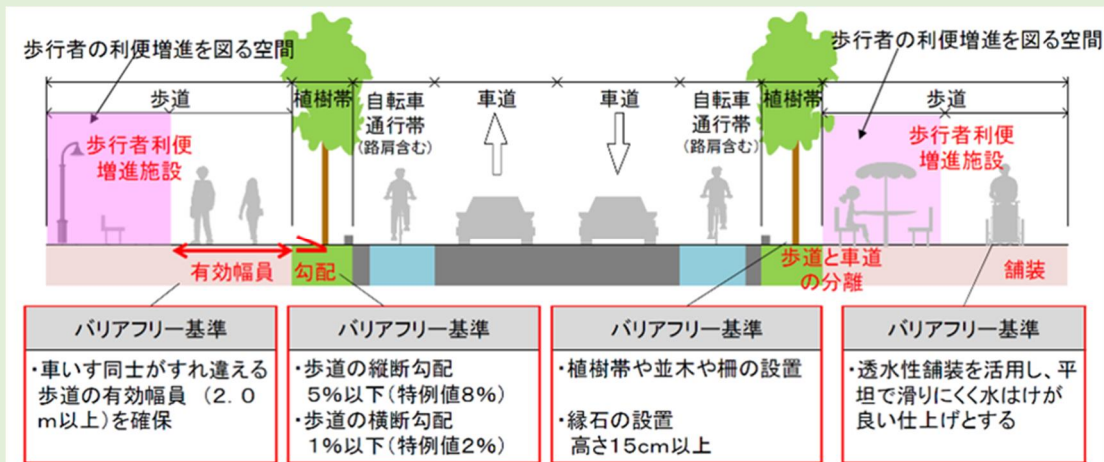 歩行者の利便増進を図る空間
歩行者の利便増進を図る空間
歩道
植樹帯
自転車
通行帯
(路肩含む)
車道
車道
自転車
通行帯
(路肩含む)
植樹帯
歩道
歩行者利便
増進施設
歩行者利便
増進施設
有効幅員
勾配
歩道と車道
の分離
舗装
バリアフリー基準
・車いす同士がすれ違える
歩道の有効幅員 (2.0
m以上)を確保
バリアフリー基準
・歩道の縦断勾配
5%以下(特例値8%)
・歩道の横断勾配
1%以下(特例値2%)
バリアフリー基準
・植樹帯や並木や柵の設置
・縁石の設置
高さ15cm以上
バリアフリー基準
・透水性舗装を活用し、平
坦で滑りにくく水はけが
良い仕上げとする